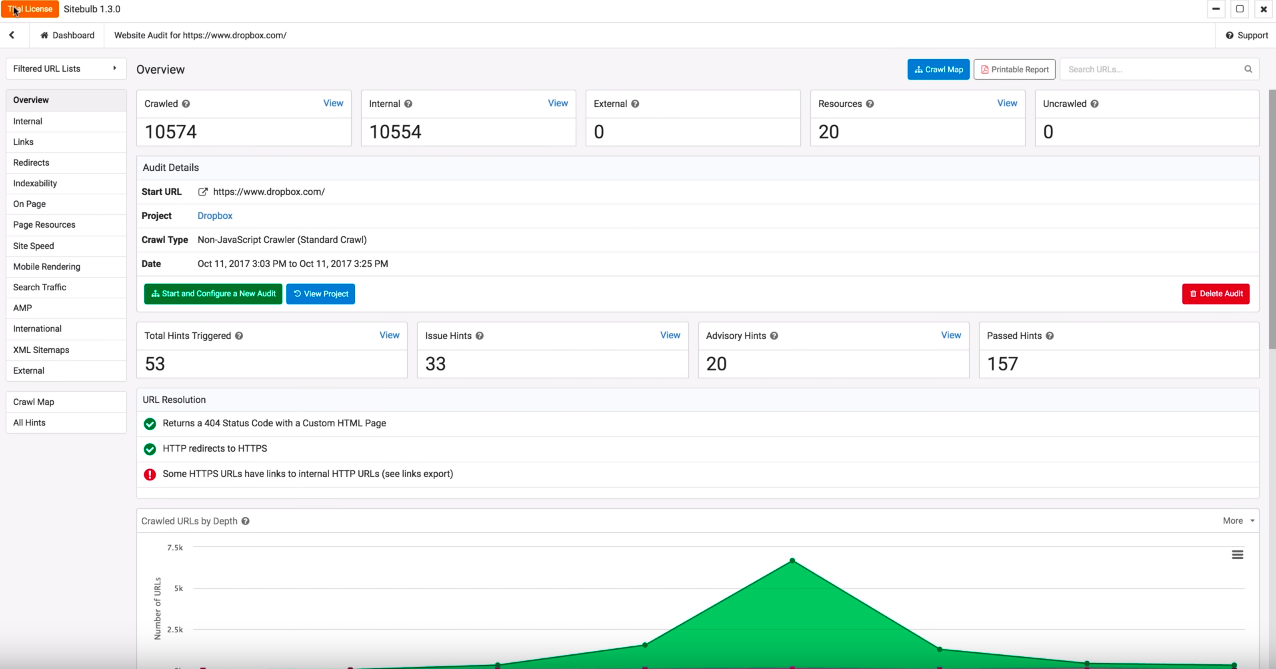 Trial License Sitebulb 1.3.0
Dashboard Website Audit for https://www.dropbox.com/ Support
Filtered URL Lists
Overview
Internal
Links
Redirects
Indexability
On Page
Page Resources
Site Speed
Mobile Rendering
Search Traffic
AMP
International
XML Sitemaps
External
Crawl Map
All Hints
Overview Crawl Map Printable Report Search URLs...
Crawled View Internal View External Resources View Uncrawled
10574 10554 0 20 0
Audit Details
Start URL https://www.dropbox.com/
Project Dropbox
Crawl Type Non-JavaScript Crawler (Standard Crawl)
Date Oct 11, 2017 3:03 PM to Oct 11, 2017 3:25 PM
Start and Configure a New Audit View Project Delete Audit
Total Hints Triggered View Issue Hints View Advisory Hints View Passed Hints
53 33 20 157
URL Resolution
Returns a 404 Status Code with a Custom HTML Page
HTTP redirects to HTTPS
Some HTTPS URLs have links to internal HTTP URLs (see links export)
Crawled URLs by Depth More
7.5k
5k
2.5k
Number of URLs